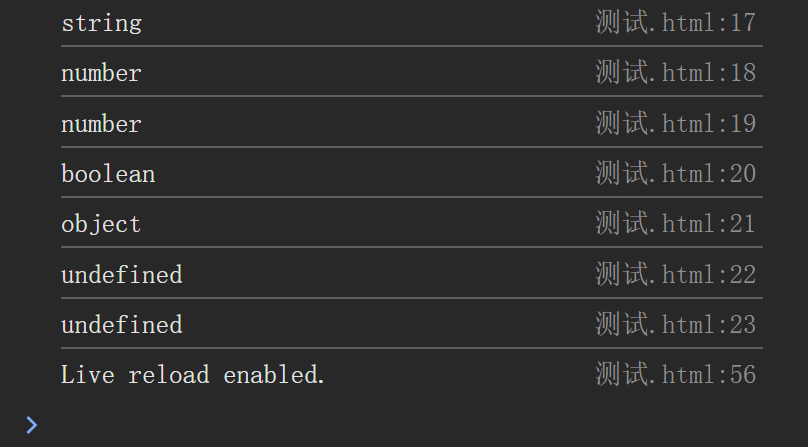 string 测试.html:17
number 测试.html:18
number 测试.html:19
boolean 测试.html:20
object 测试.html:21
undefined 测试.html:22
undefined 测试.html:23
Live reload enabled. 测试.html:56